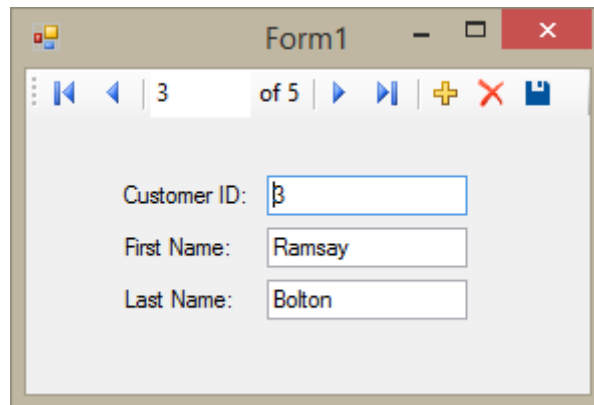 Form1
3 of 5
Customer ID: 3
First Name: Ramsay
Last Name: Bolton